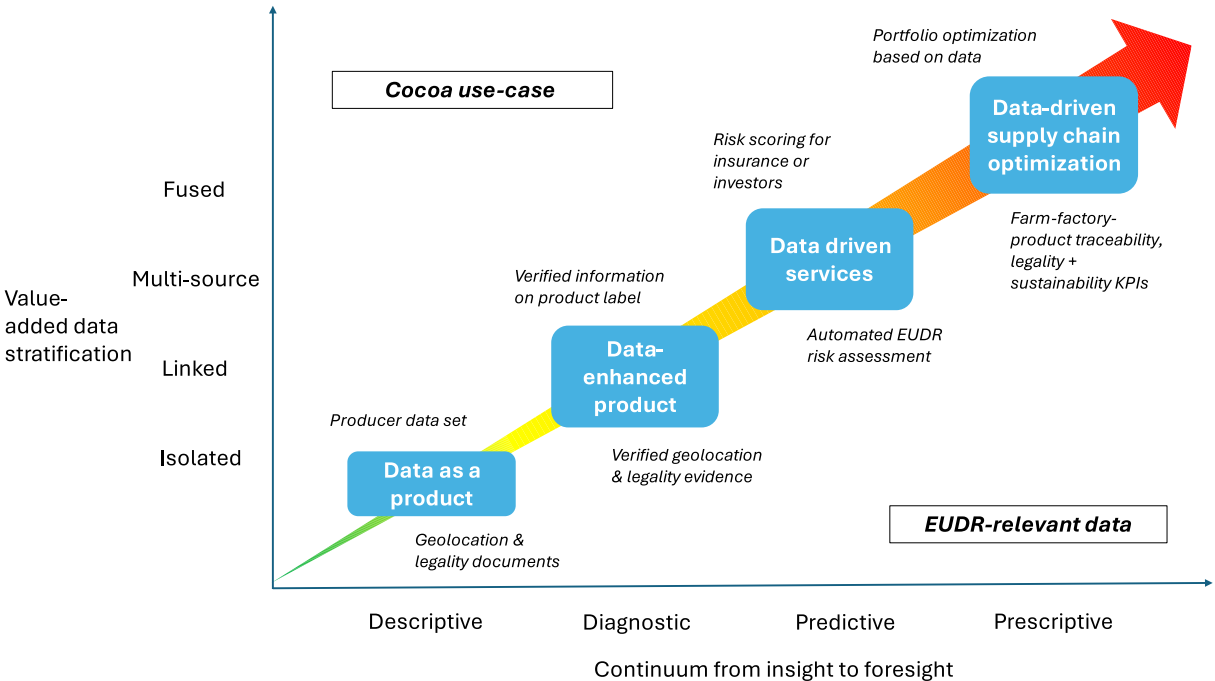 Portfolio optimization
based on data
Cocoa use-case
Data-driven
supply chain
optimization
Risk scoring for
insurance or
investors
Fused
Farm-factory-
product traceability,
legality +
sustainability KPIs
Data driven
services
Multi-source
Verified information
on product label
Value-
added data
stratification
Automated EUDR
risk assessment
Linked
Data-
enhanced
product
Producer data set
Isolated
Verified geolocation
& legality evidence
Data as a
product
EUDR-relevant data
Geolocation &
legality documents
Descriptive
Diagnostic
Predictive
Prescriptive
Continuum from insight to foresight